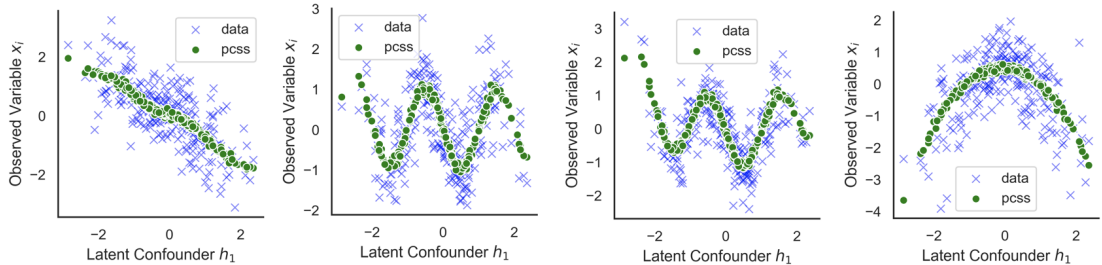 Observed Variable x_i
2
0
−2
data
pcss
−2
0
2
Latent Confounder h_1
Observed Variable x_i
3
2
1
0
−1
−2
data
pcss
−2
0
2
Latent Confounder h_1
Observed Variable x_i
3
2
1
0
−1
−2
data
pcss
−2
0
2
Latent Confounder h_1
Observed Variable x_i
2
1
0
−1
−2
−3
−4
data
pcss
−2
0
2
Latent Confounder h_1